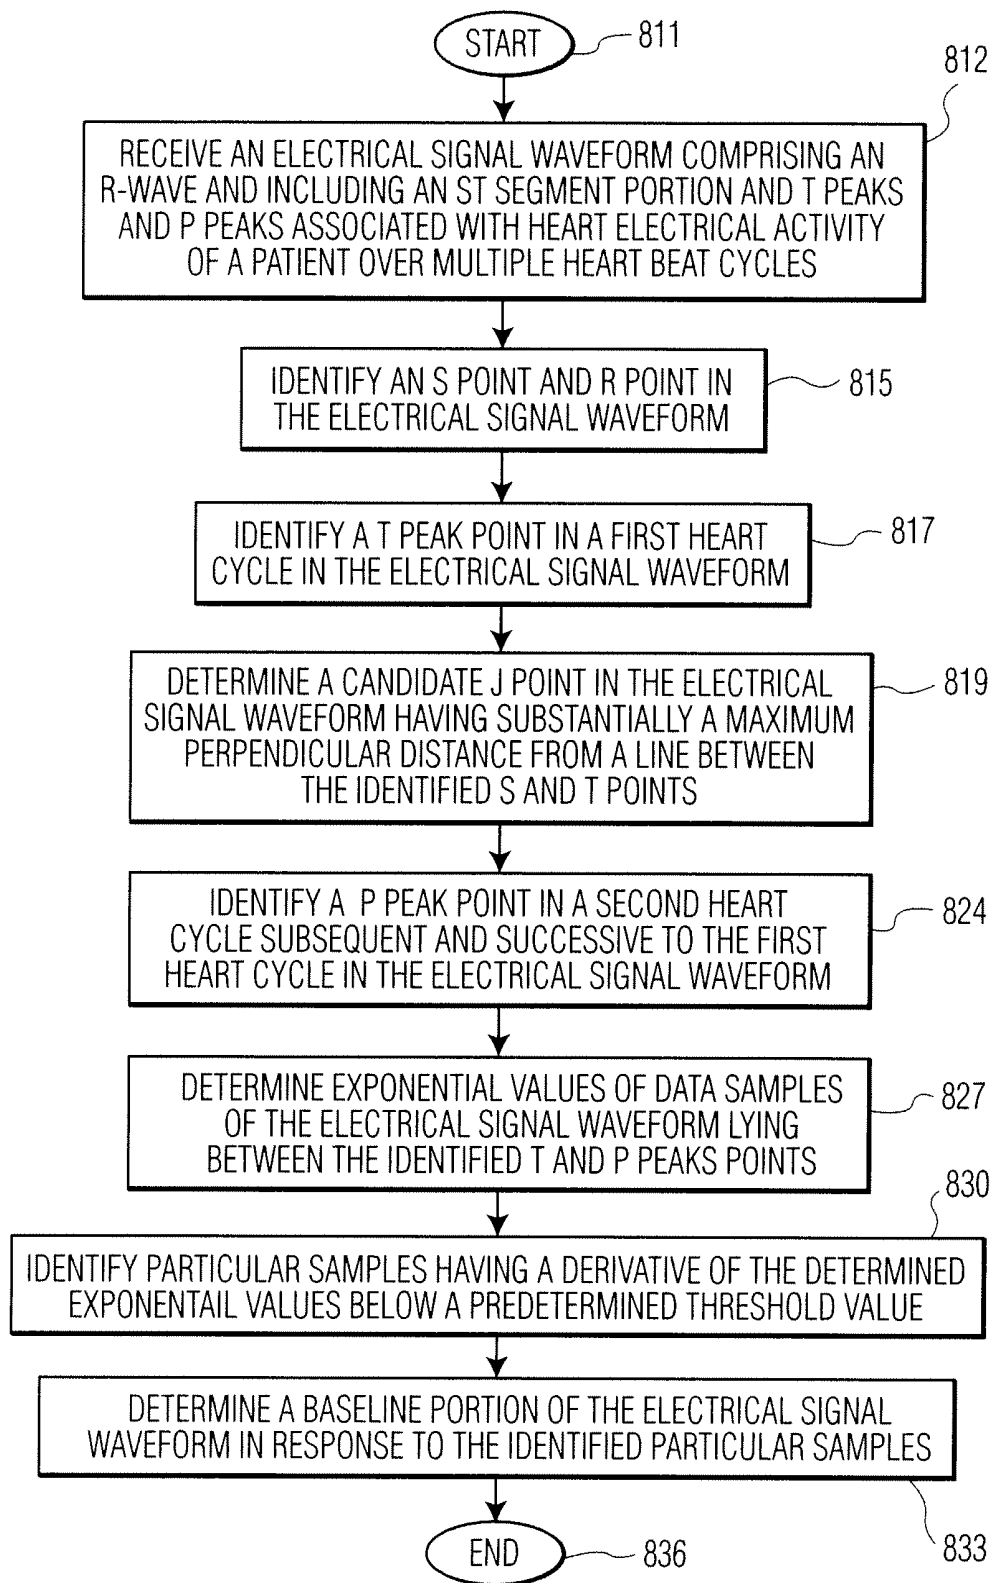 START
811
812
RECEIVE AN ELECTRICAL SIGNAL WAVEFORM COMPRISING AN
R-WAVE AND INCLUDING AN ST SEGMENT PORTION AND T PEAKS
AND P PEAKS ASSOCIATED WITH HEART ELECTRICAL ACTIVITY
OF A PATIENT OVER MULTIPLE HEART BEAT CYCLES
IDENTIFY AN S POINT AND R POINT IN
THE ELECTRICAL SIGNAL WAVEFORM
815
IDENTIFY A T PEAK POINT IN A FIRST HEART
CYCLE IN THE ELECTRICAL SIGNAL WAVEFORM
817
DETERMINE A CANDIDATE J POINT IN THE ELECTRICAL
SIGNAL WAVEFORM HAVING SUBSTANTIALLY A MAXIMUM
PERPENDICULAR DISTANCE FROM A LINE BETWEEN
THE IDENTIFIED S AND T POINTS
819
IDENTIFY A P PEAK POINT IN A SECOND HEART
CYCLE SUBSEQUENT AND SUCCESSIVE TO THE FIRST
HEART CYCLE IN THE ELECTRICAL SIGNAL WAVEFORM
824
DETERMINE EXPONENTIAL VALUES OF DATA SAMPLES
OF THE ELECTRICAL SIGNAL WAVEFORM LYING
BETWEEN THE IDENTIFIED T AND P PEAKS POINTS
827
830
IDENTIFY PARTICULAR SAMPLES HAVING A DERIVATIVE OF THE DETERMINED
EXPONENTAIL VALUES BELOW A PREDETERMINED THRESHOLD VALUE
DETERMINE A BASELINE PORTION OF THE ELECTRICAL SIGNAL
WAVEFORM IN RESPONSE TO THE IDENTIFIED PARTICULAR SAMPLES
833
END
836